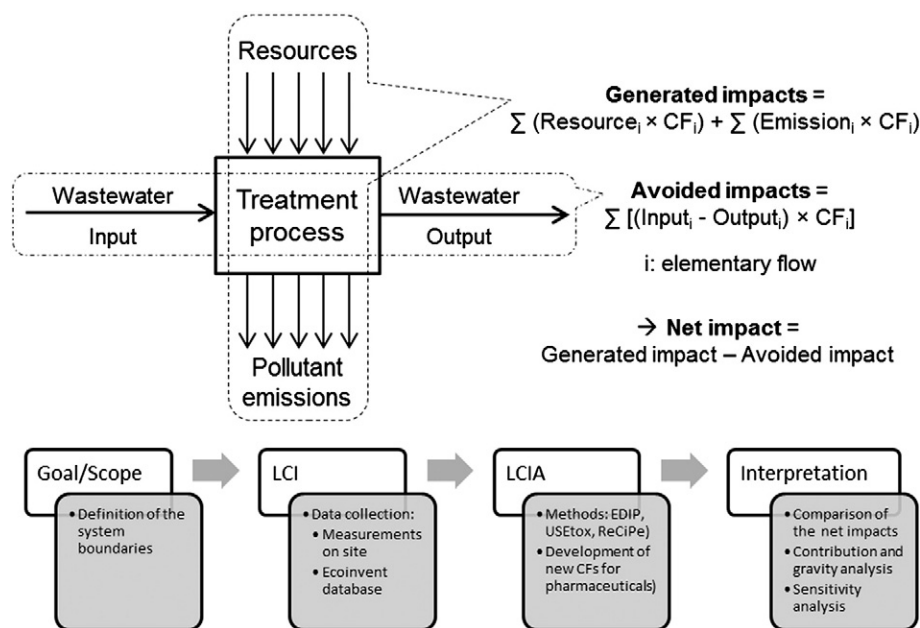 Resources
Generated impacts =
∑ (Resourceᵢ × CFᵢ) + ∑ (Emissionᵢ × CFᵢ)
Wastewater
Input
Treatment
process
Wastewater
Output
Avoided impacts =
∑ [(Inputᵢ - Outputᵢ) × CFᵢ]
i: elementary flow
→ Net impact =
Generated impact – Avoided impact
Pollutant
emissions
Goal/Scope
• Definition of the
system
boundaries
LCI
• Data collection:
• Measurements
on site
• Ecoinvent
database
LCIA
• Methods: EDIP,
USEtox, ReCiPe)
• Development of
new CFs for
pharmaceuticals)
Interpretation
• Comparison of
the net impacts
• Contribution and
gravity analysis
• Sensitivity
analysis